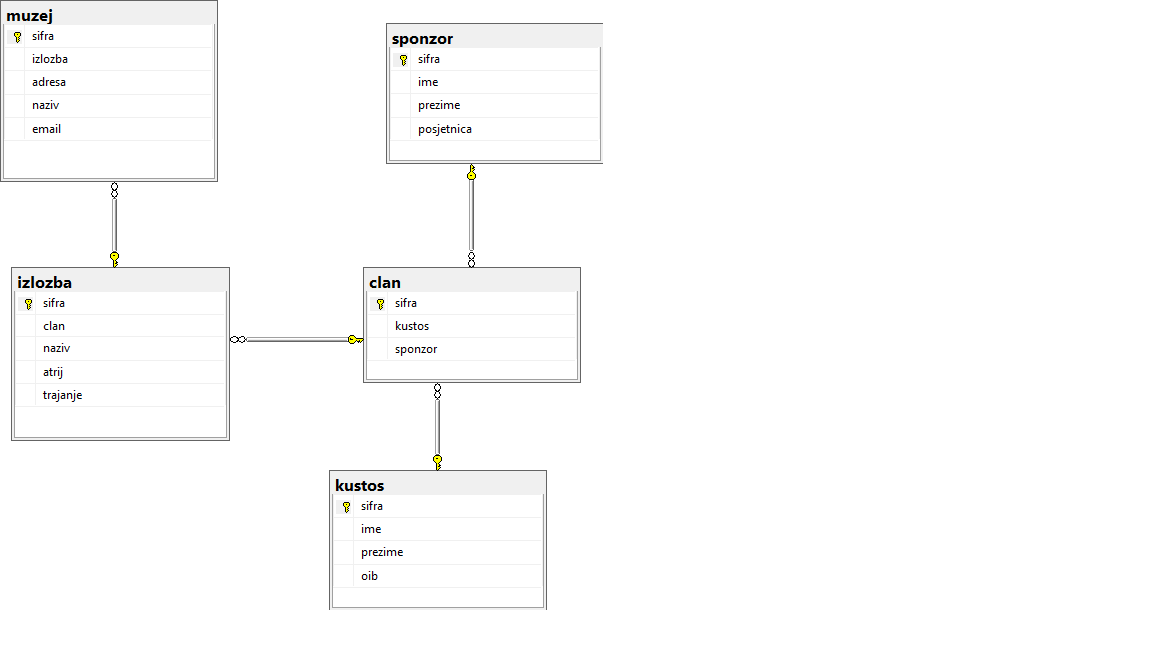 muzej
sifra
izlozba
adresa
naziv
email
sponzor
sifra
ime
prezime
posjetnica
izlozba
sifra
clan
naziv
atrij
trajanje
clan
sifra
kustos
sponzor
kustos
sifra
ime
prezime
oib